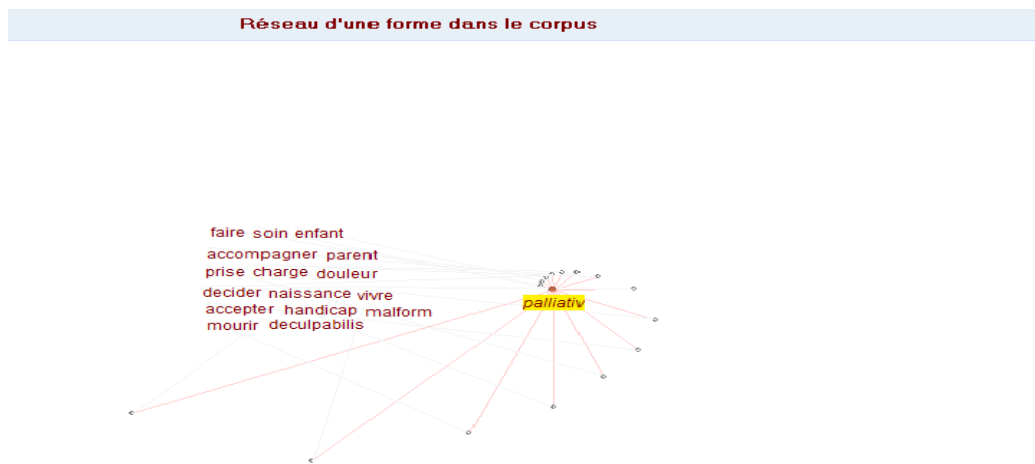 Réseau d'une forme dans le corpus
faire soin enfant
accompagner parent
prise charge douleur
decider naissance vivre
accepter handicap malform
mourir deculpabilis
palliativ